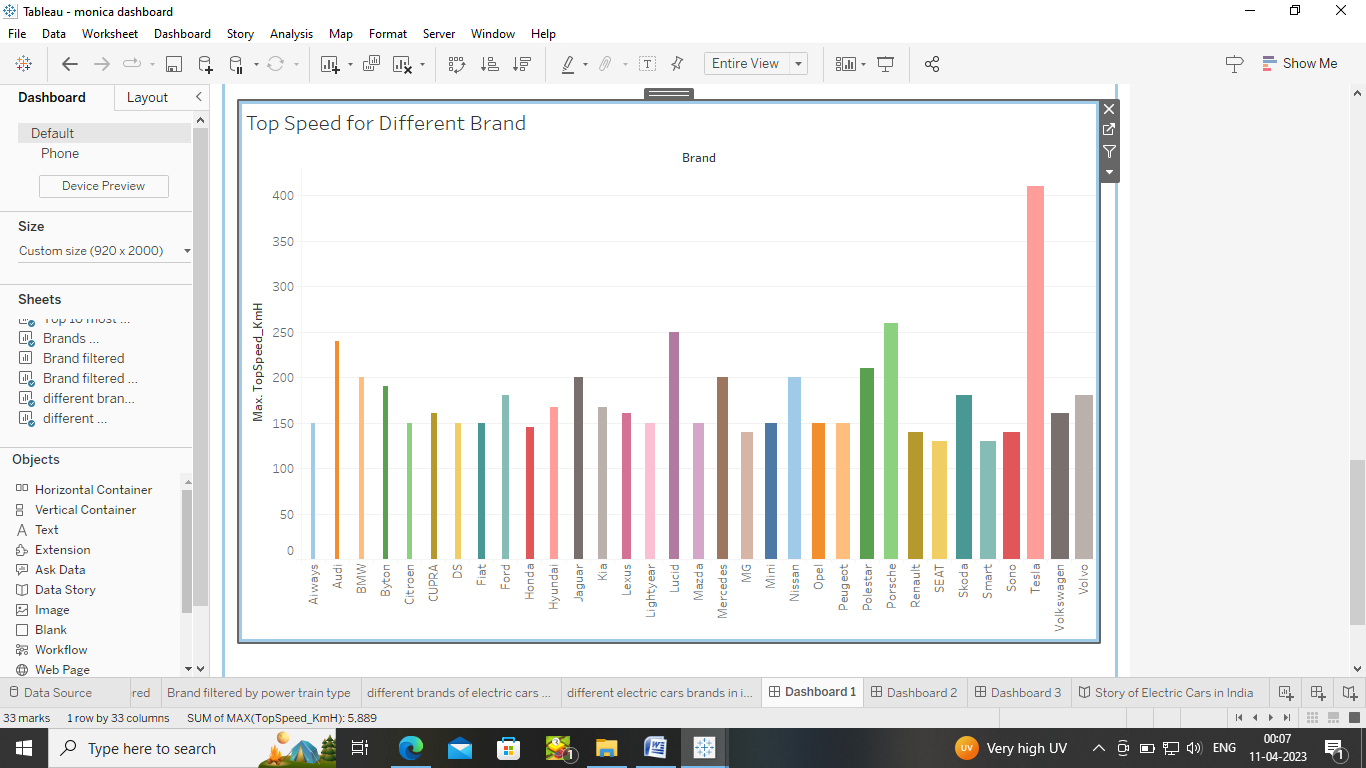 Tableau - monica dashboard
File Data Worksheet Dashboard Story Analysis Map Format Server Window Help
Entire View
Show Me
Dashboard Layout
Default
Phone
Device Preview
Size
Custom size (920 x 2000)
Sheets
Top 10 most ...
Brands ...
Brand filtered
Brand filtered ...
different bran...
different ...
Objects
Horizontal Container
Vertical Container
Text
Extension
Ask Data
Data Story
Image
Blank
Workflow
Web Page
Top Speed for Different Brand
Brand
Max. TopSpeed_KmH
400
350
300
250
200
150
100
50
0
Aiways
Audi
BMW
Byton
Citroen
CUPRA
DS
Fiat
Ford
Honda
Hyundai
Jaguar
Kia
Lexus
Lightyear
Lucid
Mazda
Mercedes
MG
Mini
Nissan
Opel
Peugeot
Polestar
Porsche
Renault
SEAT
Skoda
Smart
Sono
Tesla
Volkswagen
Volvo
Data Source ered Brand filtered by power train type different brands of electric cars ... different electric cars brands in i... Dashboard 1 Dashboard 2 Dashboard 3 Story of Electric Cars in India
33 marks 1 row by 33 columns SUM of MAX(TopSpeed_KmH): 5,889
Type here to search
1
UV Very high UV
ENG
00:07
11-04-2023
1